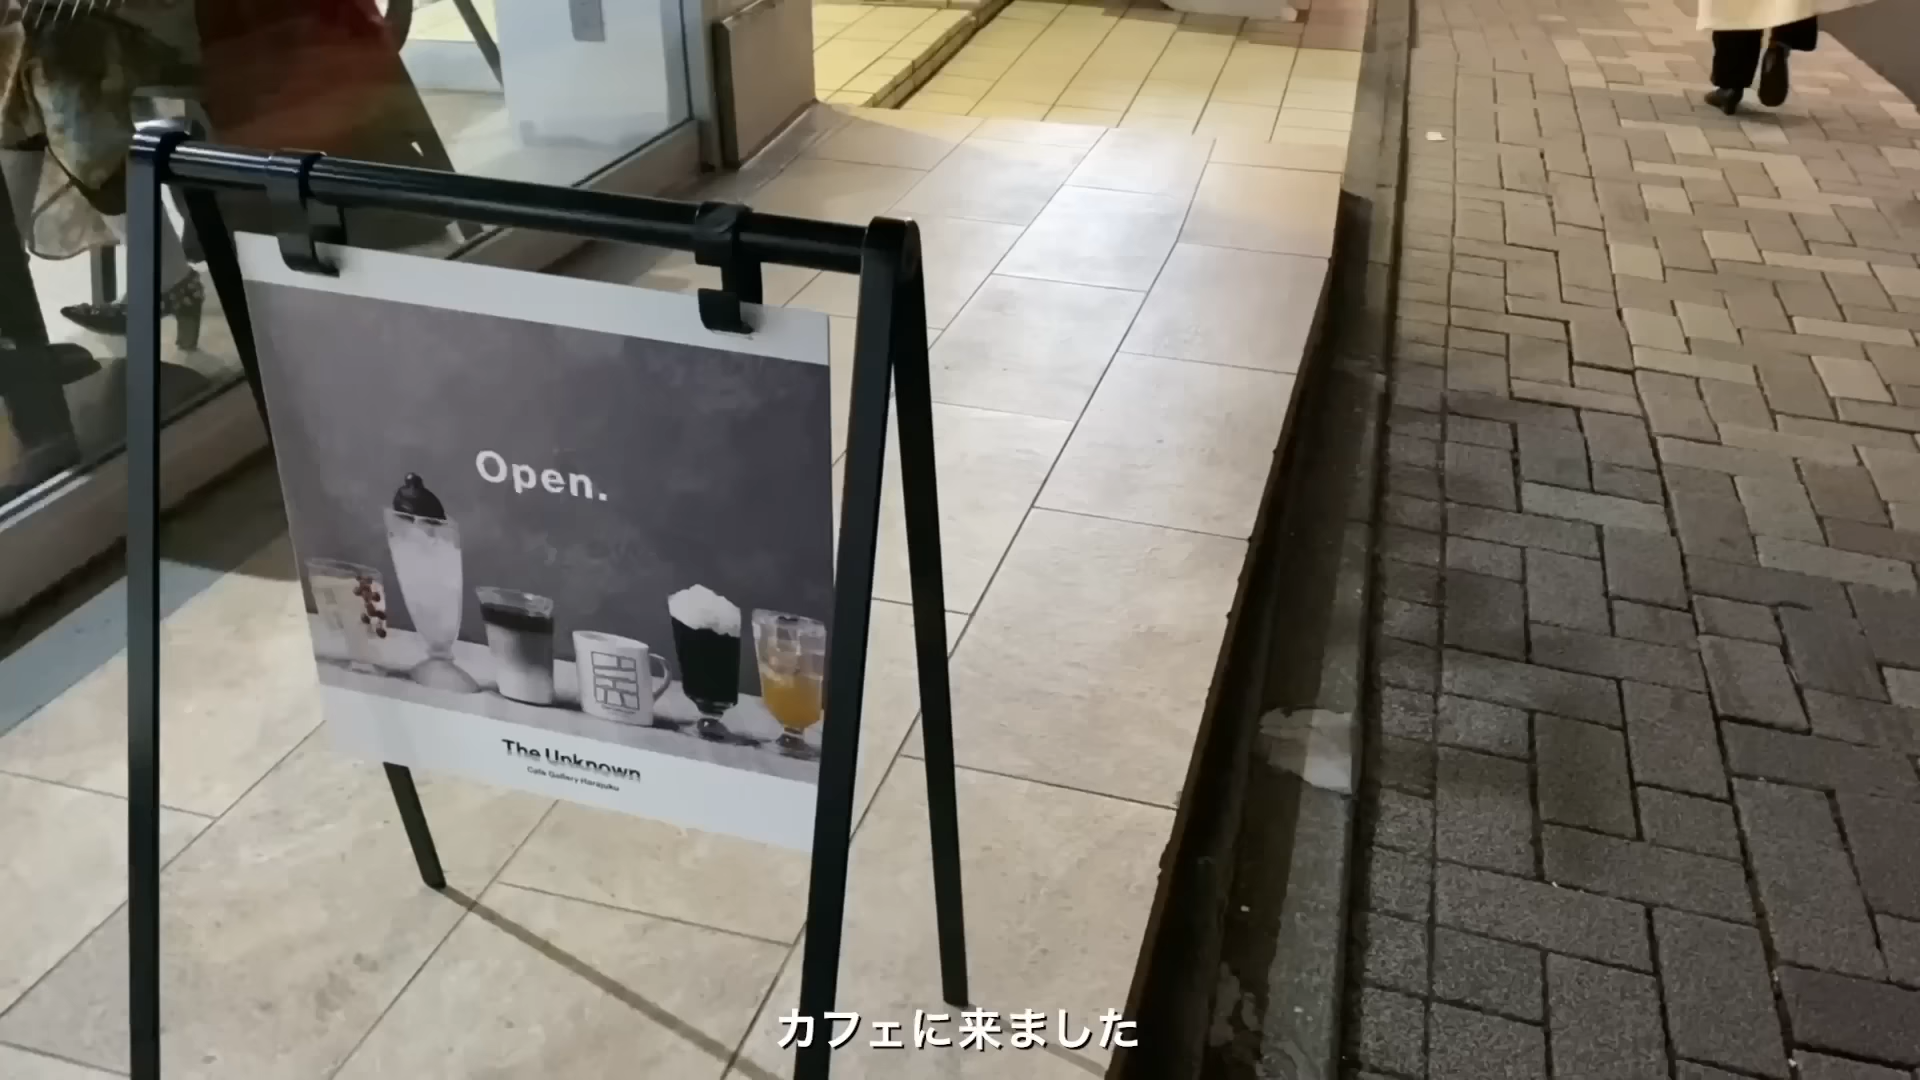 Open.
The Unknown
Cafe Gallery Harajuku
カフェに来ました